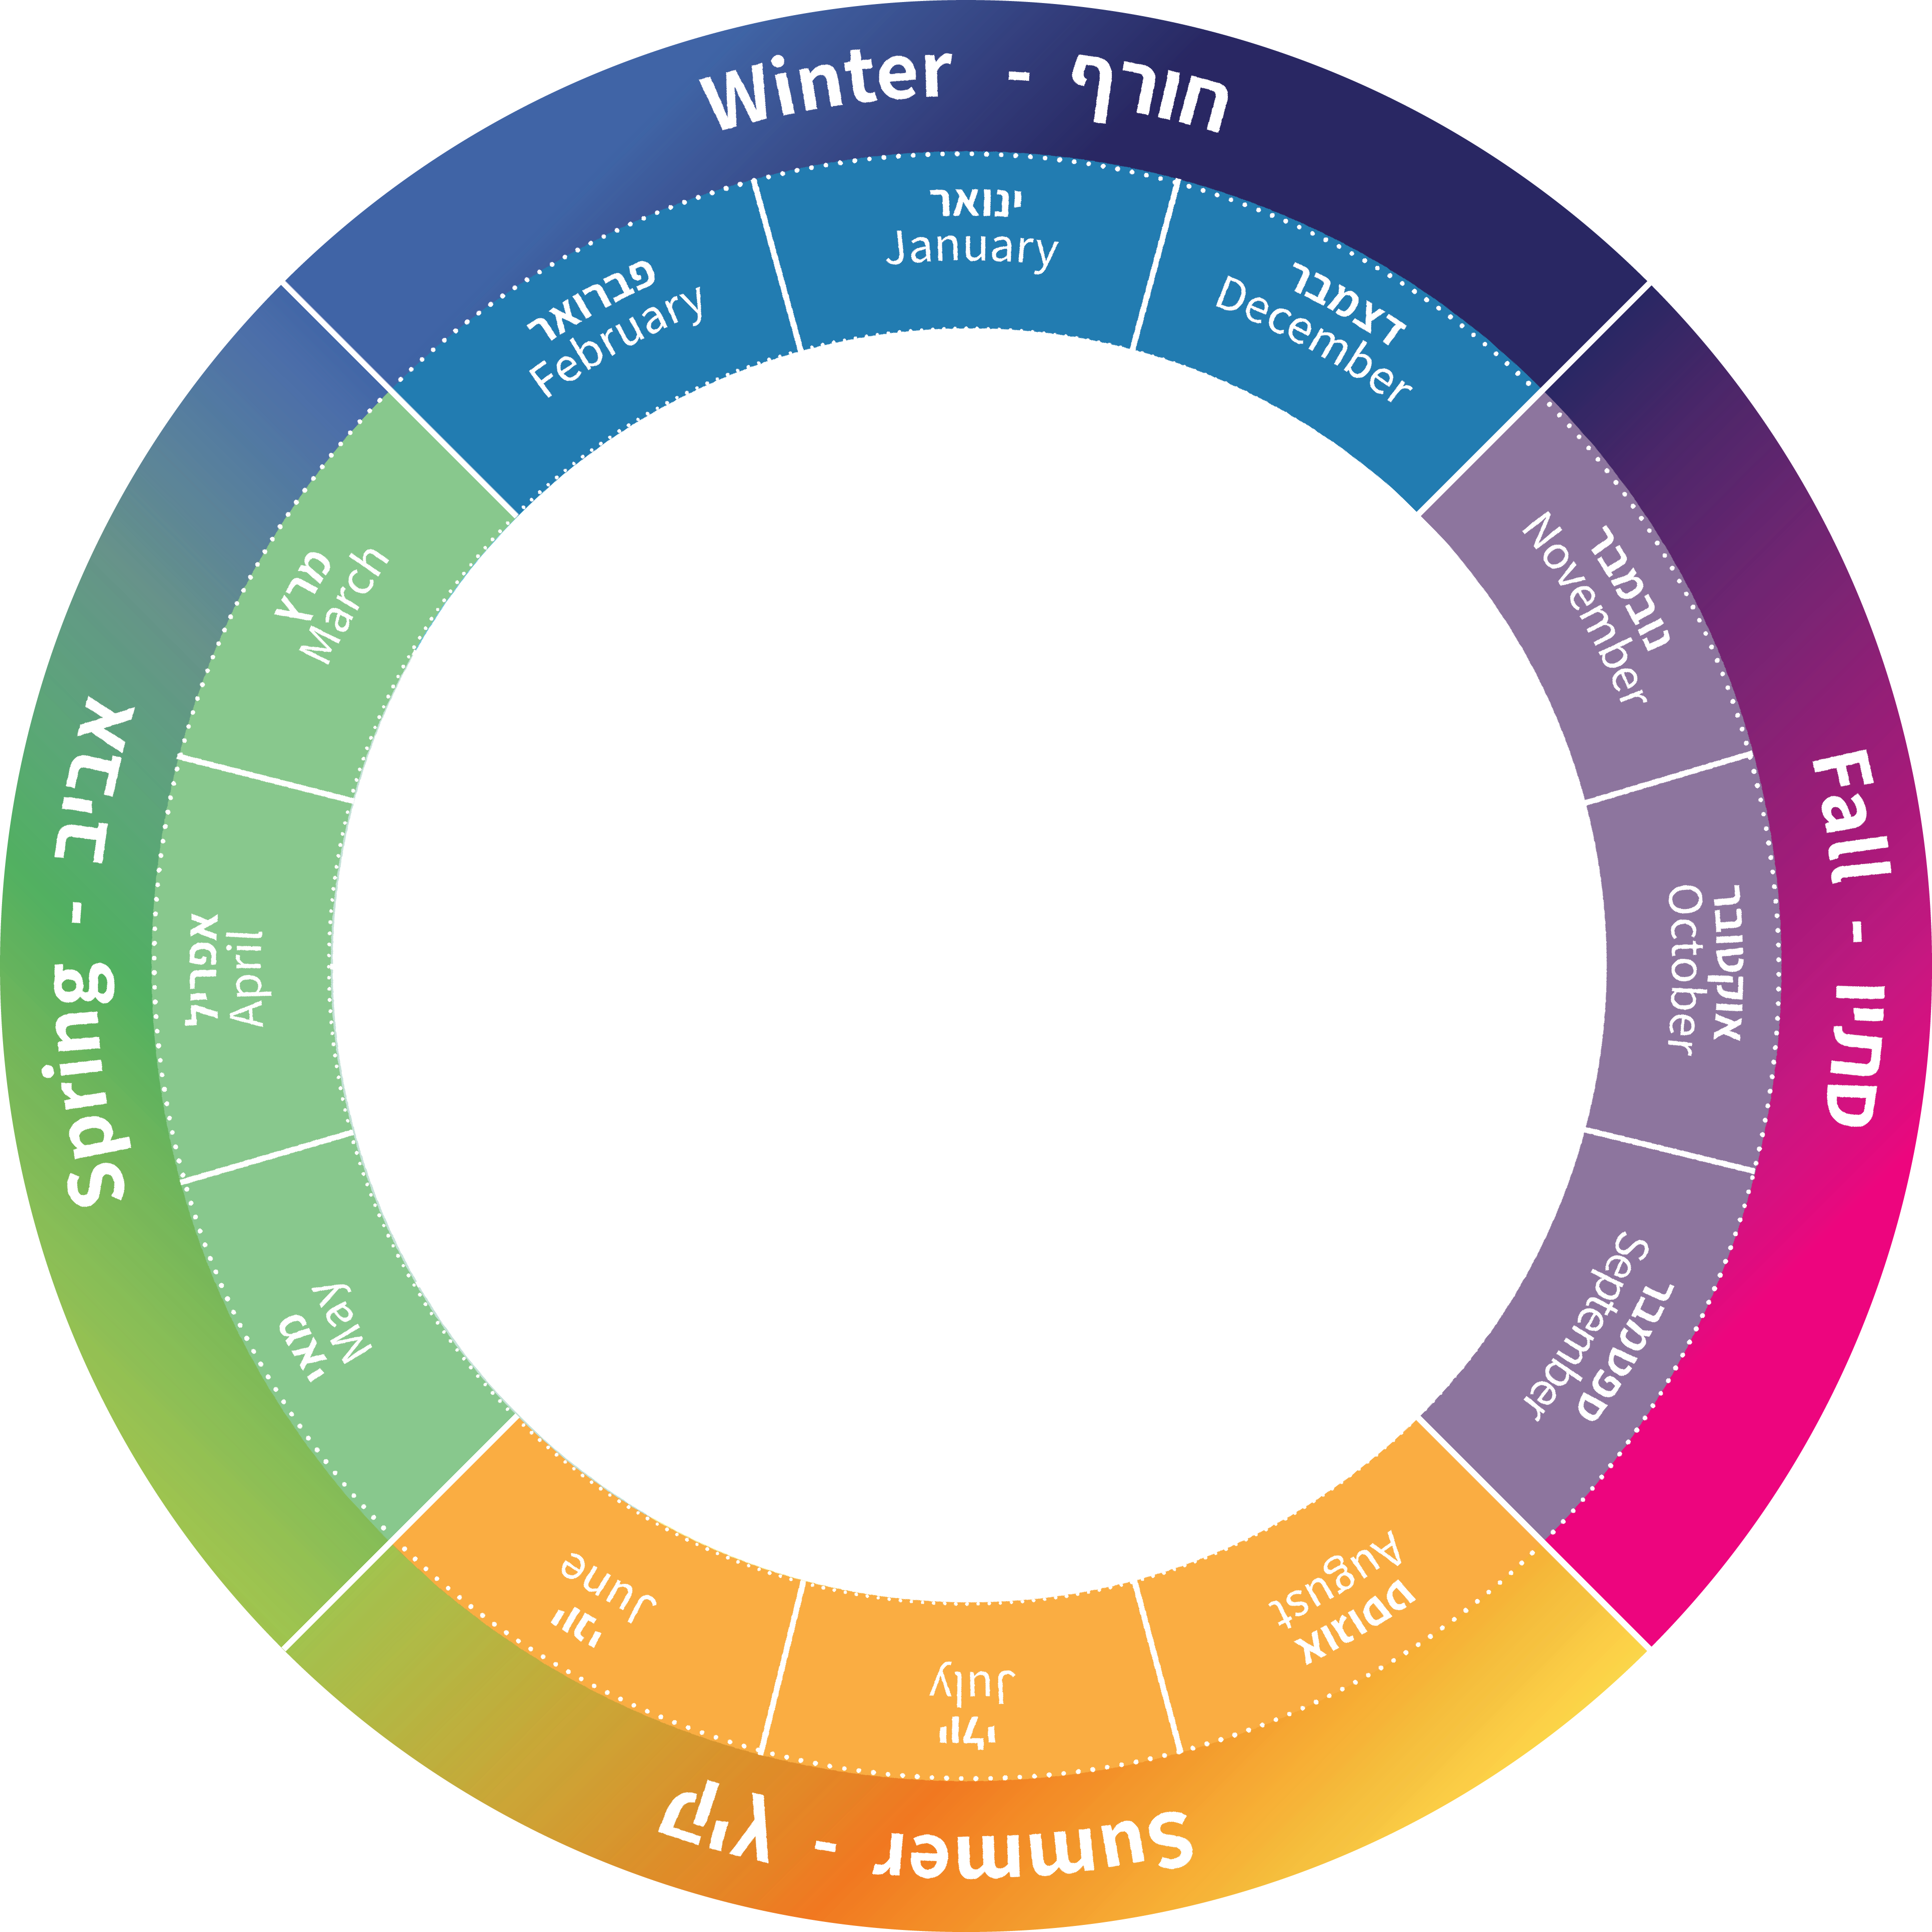 Winter - חורף
ינואר
January
דצמבר
December
נובמבר
November
Fall - סתיו
אוקטובר
October
ספטמבר
September
אוגוסט
August
Summer - קיץ
יולי
July
יוני
June
מאי
May
Spring - אביב
אפריל
April
מרץ
March
פברואר
February